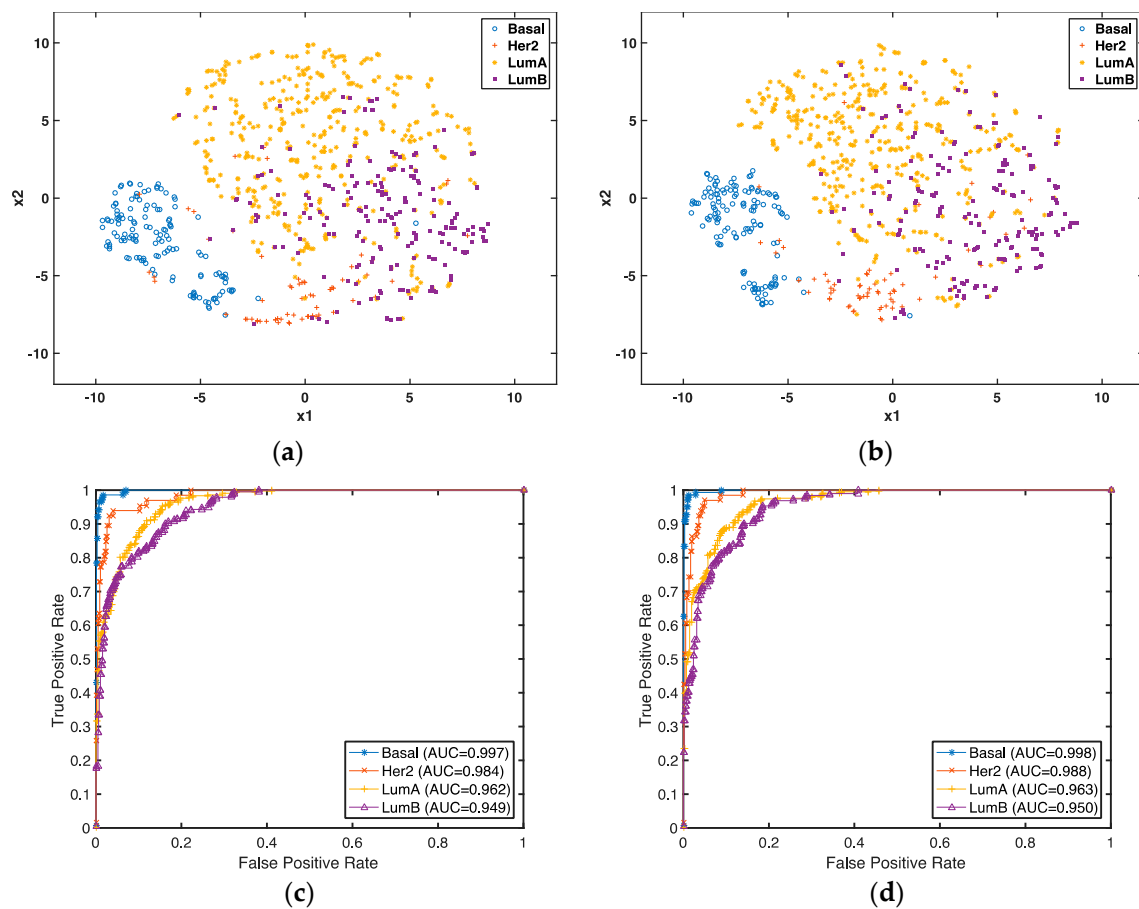 Basal
Her2
LumA
LumB
10
5
0
-5
-10
x2
-10
-5
0
5
10
x1
(a)
Basal
Her2
LumA
LumB
10
5
0
-5
-10
x2
-10
-5
0
5
10
x1
(b)
1
0.9
0.8
0.7
0.6
0.5
0.4
0.3
0.2
0.1
0
True Positive Rate
Basal (AUC=0.997)
Her2 (AUC=0.984)
LumA (AUC=0.962)
LumB (AUC=0.949)
0
0.2
0.4
0.6
0.8
1
False Positive Rate
(c)
1
0.9
0.8
0.7
0.6
0.5
0.4
0.3
0.2
0.1
0
True Positive Rate
Basal (AUC=0.998)
Her2 (AUC=0.988)
LumA (AUC=0.963)
LumB (AUC=0.950)
0
0.2
0.4
0.6
0.8
1
False Positive Rate
(d)